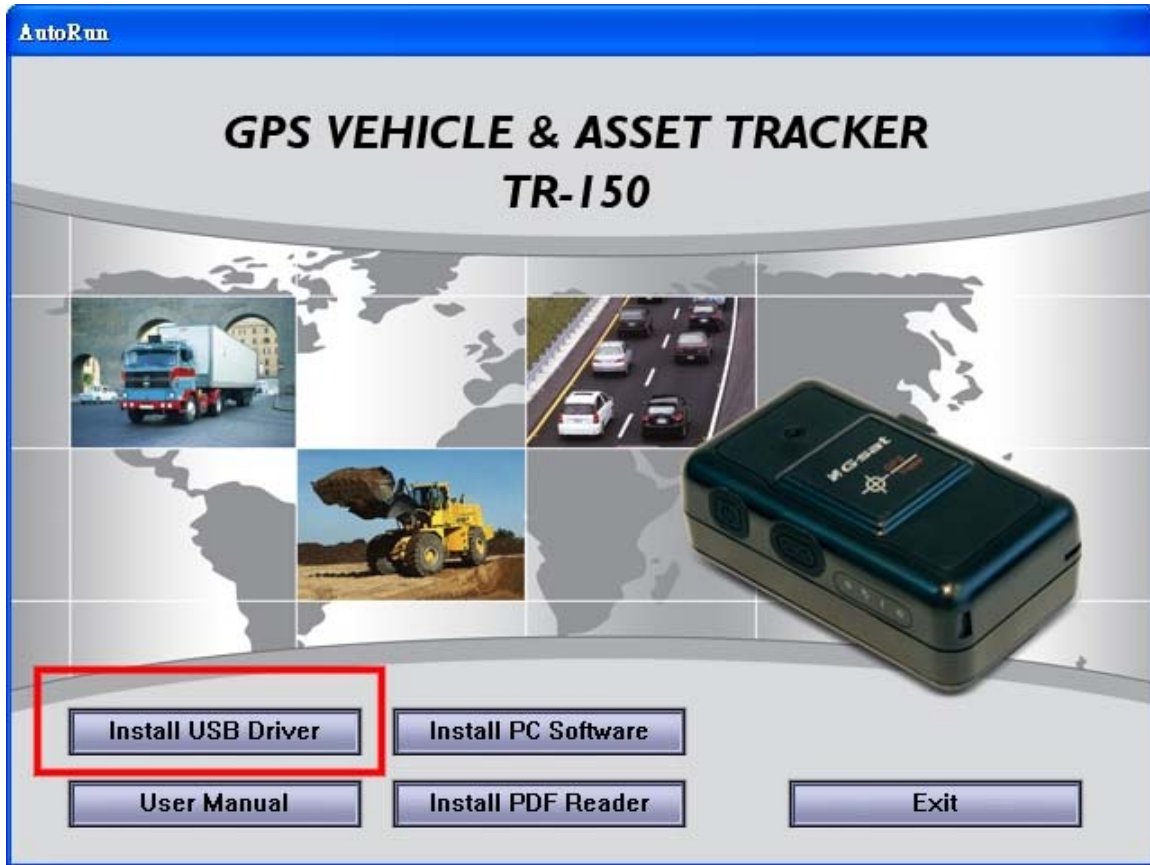 AutoRun
GPS VEHICLE & ASSET TRACKER
TR-150
Gsat
Install USB Driver
Install PC Software
User Manual
Install PDF Reader
Exit